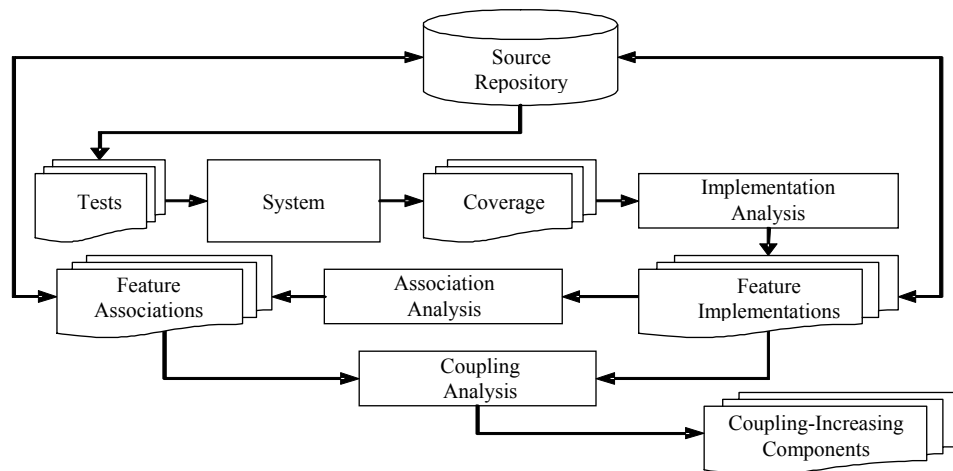 Source
Repository
Tests
System
Coverage
Implementation
Analysis
Feature
Associations
Association
Analysis
Feature
Implementations
Coupling
Analysis
Coupling-Increasing
Components